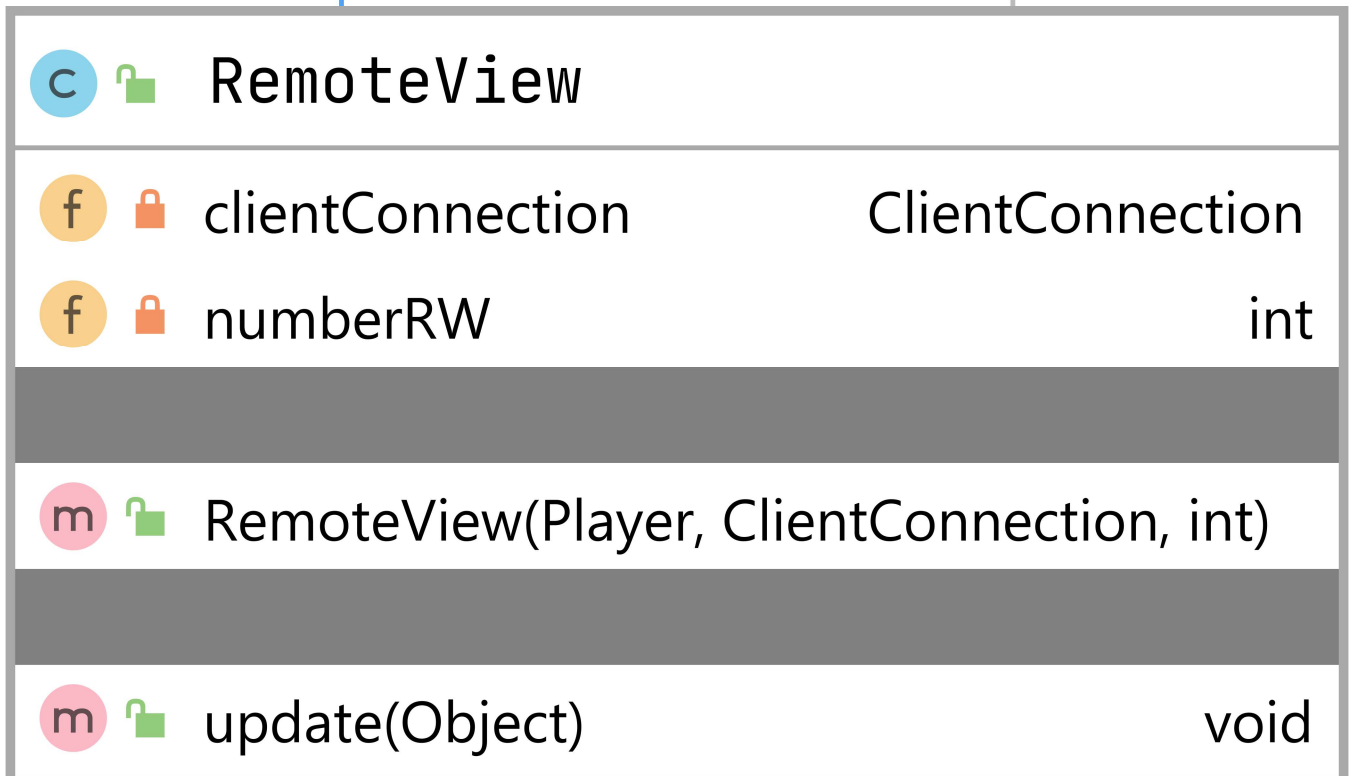 c RemoteView
f clientConnection ClientConnection
f numberRW int
m RemoteView(Player, ClientConnection, int)
m update(Object) void